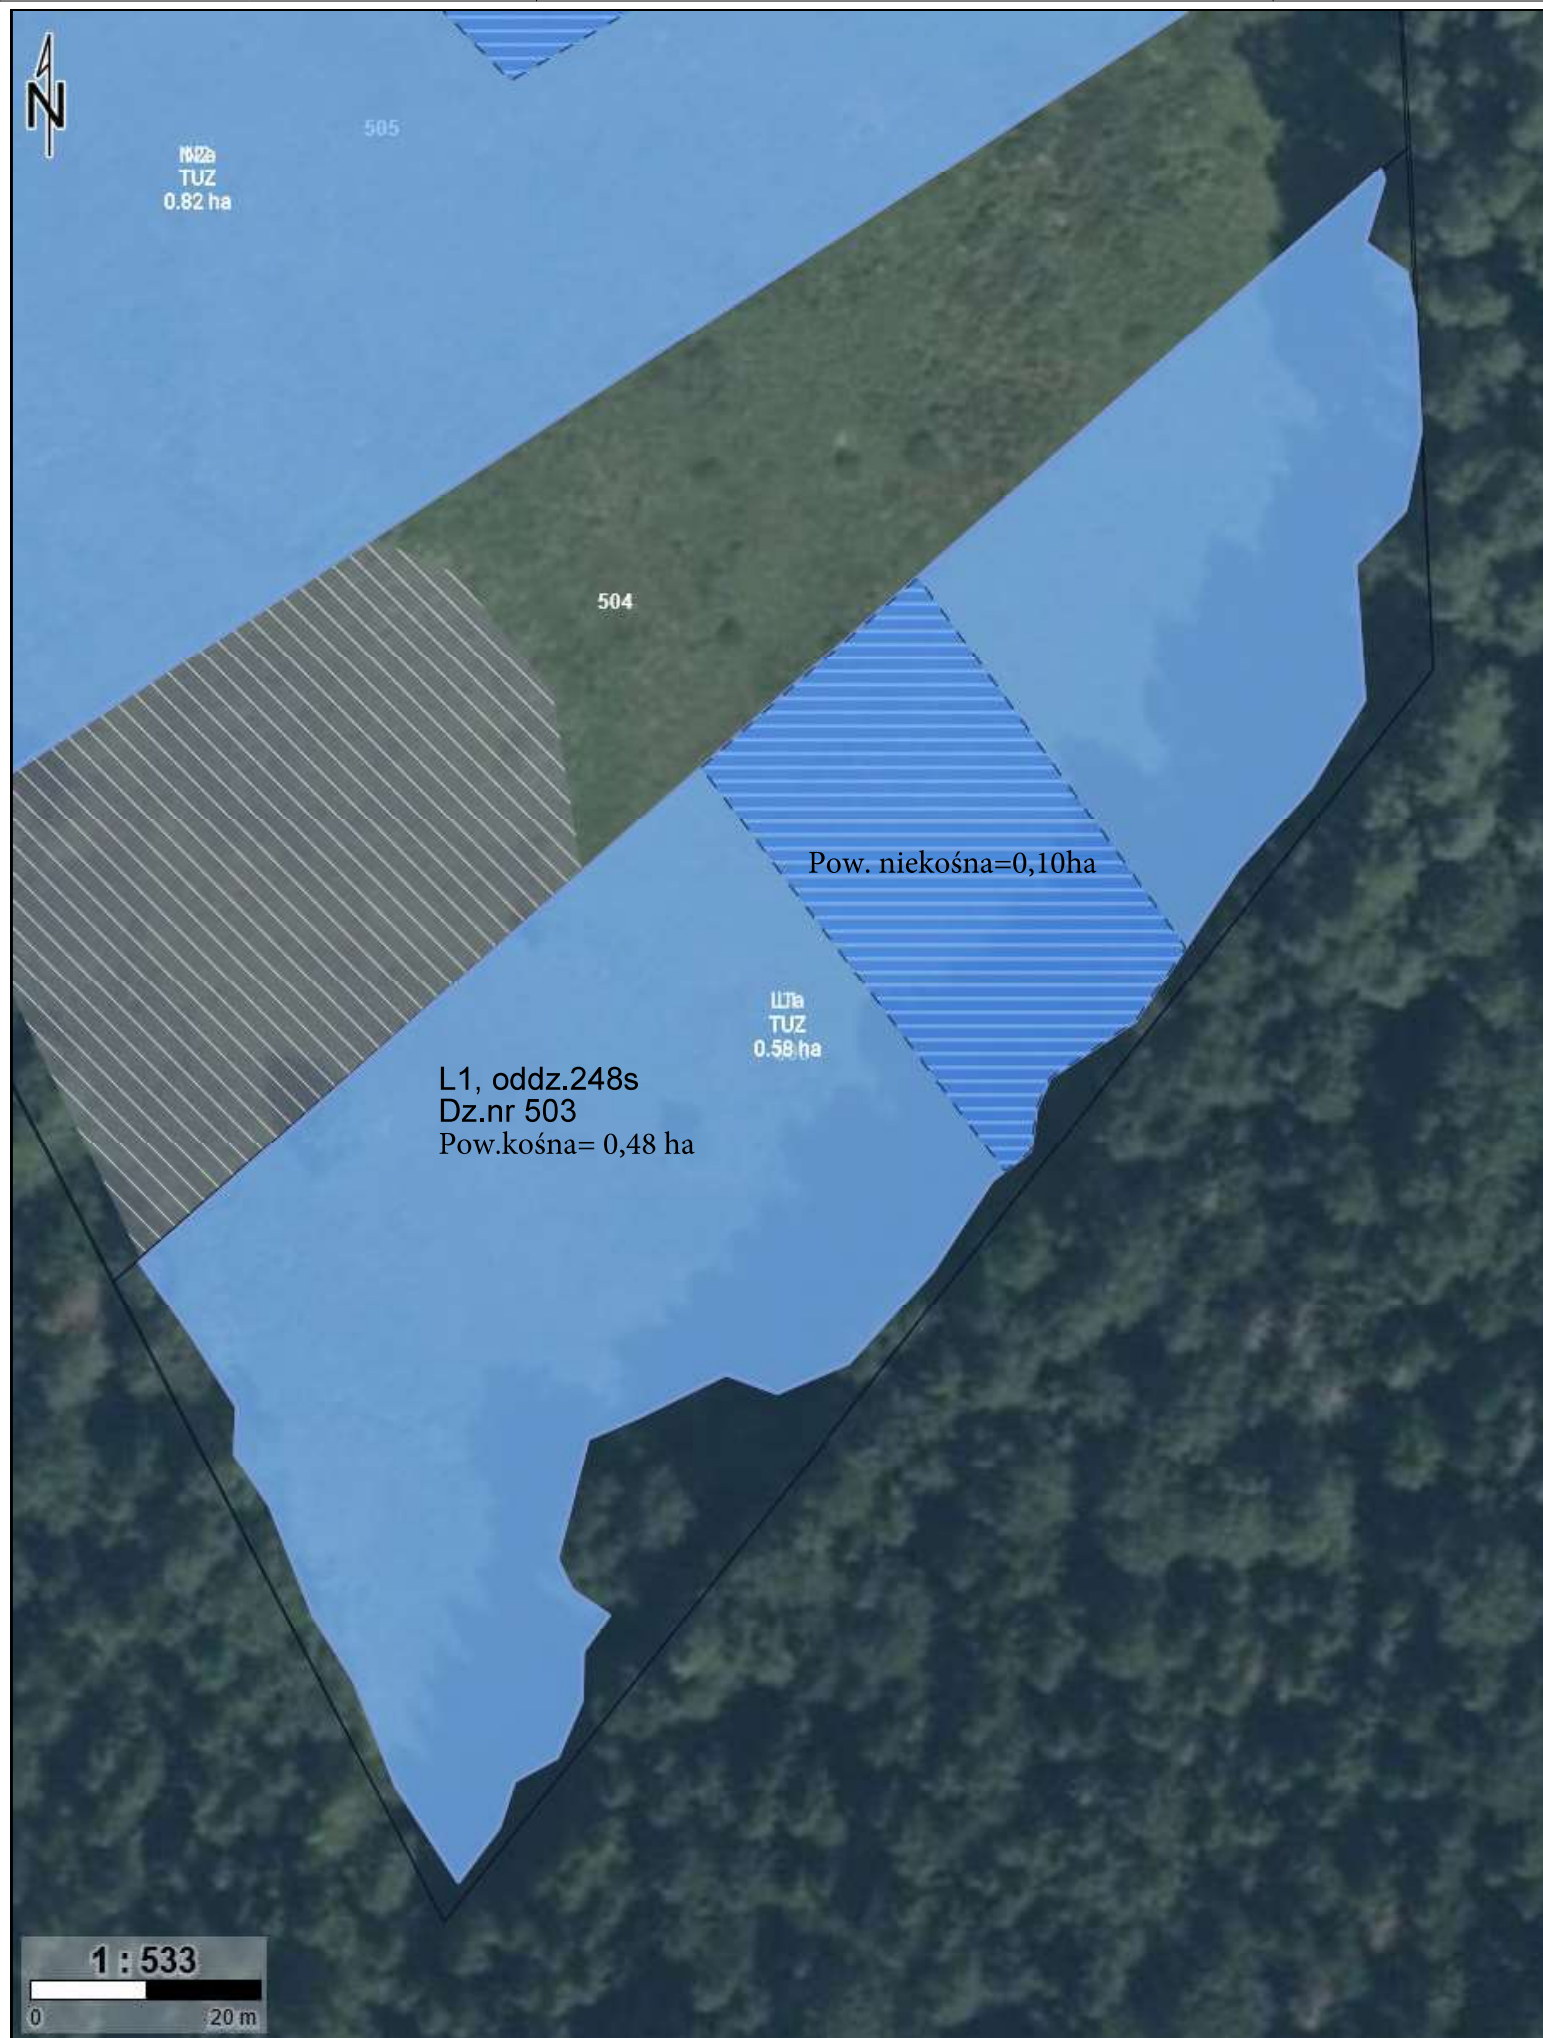 N
505
TUZ
0.82 ha
504
Pow. niekośna=0,10ha
TUZ
0.58 ha
L1, oddz.248s
Dz.nr 503
Pow.kośna= 0,48 ha
1 : 533
0 20 m